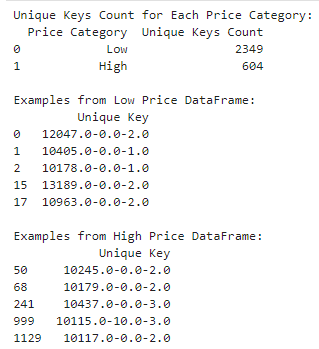 Unique Keys Count for Each Price Category:
  Price Category  Unique Keys Count
0            Low               2349
1           High                604

Examples from Low Price DataFrame:
         Unique Key
0   12047.0-0.0-2.0
1   10405.0-0.0-1.0
2   10178.0-0.0-1.0
15  13189.0-0.0-2.0
17  10963.0-0.0-2.0

Examples from High Price DataFrame:
            Unique Key
50     10245.0-0.0-2.0
68     10179.0-0.0-2.0
241    10437.0-0.0-3.0
999   10115.0-10.0-3.0
1129   10117.0-0.0-2.0